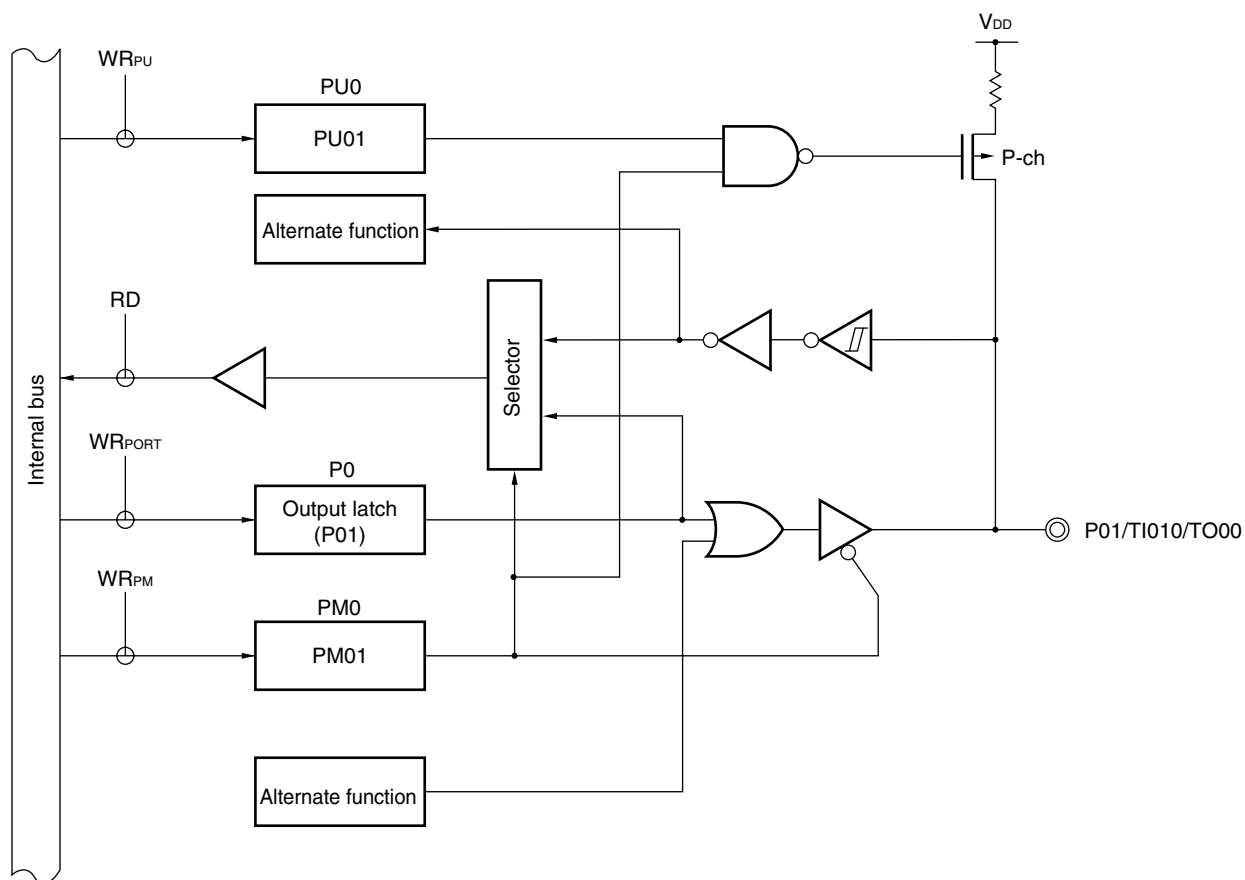 VDD
WRPU
PU0
PU01
P-ch
Alternate function
RD
Selector
Internal bus
WRPORT
P0
Output latch
(P01)
P01/TI010/TO00
WRPM
PM0
PM01
Alternate function